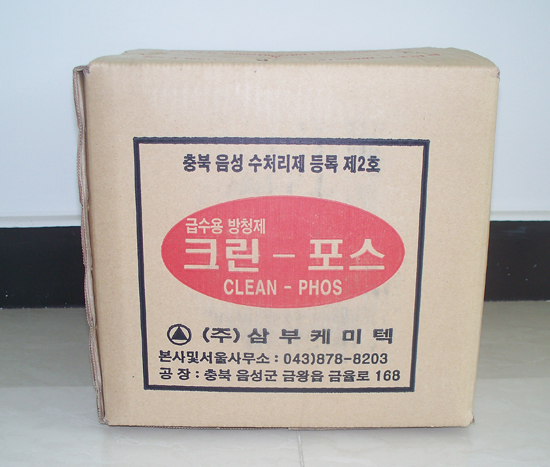 충북 음성 수처리제 등록 제2호
급수용 방청제
크린 - 포스
CLEAN - PHOS
(주) 삼부케미텍
본사및서울사무소 : 043)878-8203
공장 : 충북 음성군 금왕읍 금율로 168